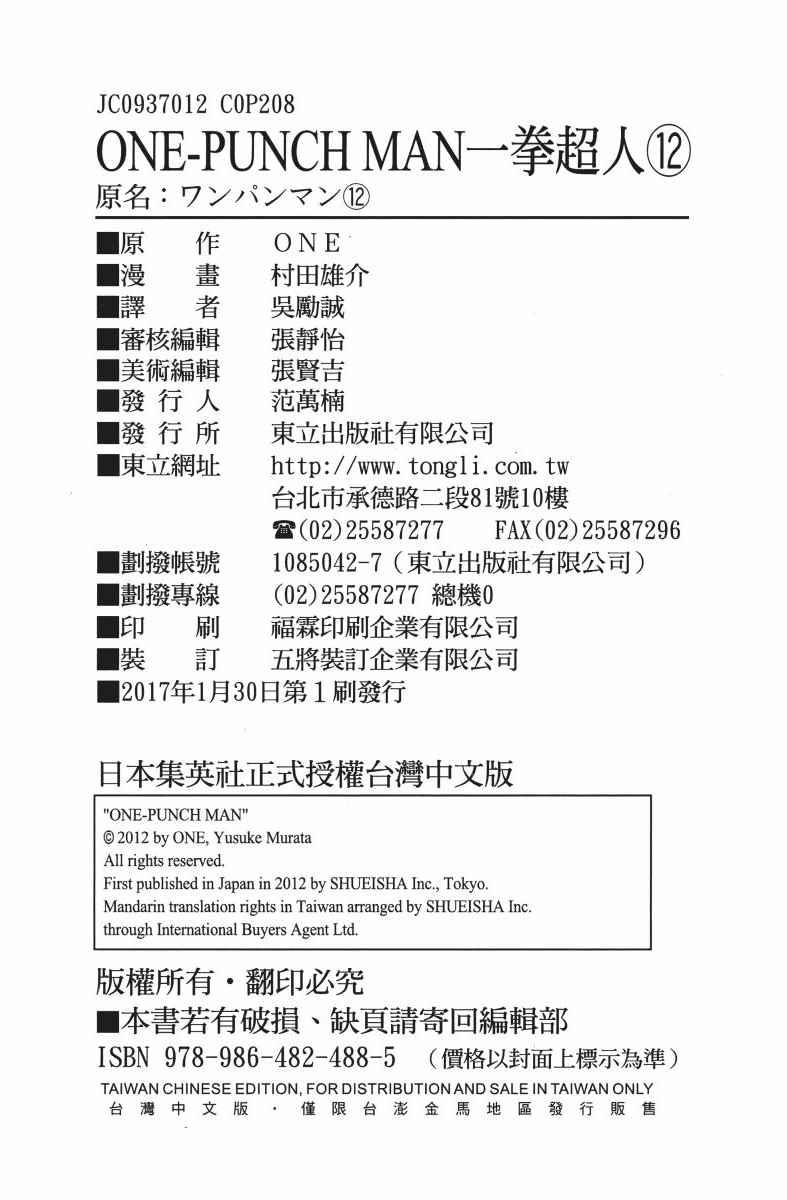 JC0937012 COP208
ONE-PUNCH MAN一拳超人⑫
原名：ワンパンマン⑫
■原　　作　ＯＮＥ
■漫　　畫　村田雄介
■譯　　者　吳勵誠
■審核編輯　張靜怡
■美術編輯　張賢吉
■發 行 人　范萬楠
■發 行 所　東立出版社有限公司
■東立網址　http://www.tongli.com.tw
台北市承德路二段81號10樓
☎(02)25587277　FAX(02)25587296
■劃撥帳號　1085042-7（東立出版社有限公司）
■劃撥專線　(02)25587277 總機0
■印　　刷　福霖印刷企業有限公司
■裝　　訂　五將裝訂企業有限公司
■2017年1月30日第１刷發行
日本集英社正式授權台灣中文版
"ONE-PUNCH MAN"
© 2012 by ONE, Yusuke Murata
All rights reserved.
First published in Japan in 2012 by SHUEISHA Inc., Tokyo.
Mandarin translation rights in Taiwan arranged by SHUEISHA Inc.
through International Buyers Agent Ltd.
版權所有・翻印必究
■本書若有破損、缺頁請寄回編輯部
ISBN 978-986-482-488-5 （價格以封面上標示為準）
TAIWAN CHINESE EDITION, FOR DISTRIBUTION AND SALE IN TAIWAN ONLY
台灣中文版・僅限台澎金馬地區發行販售